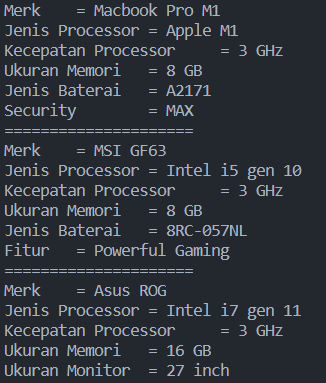 Merk    = Macbook Pro M1
Jenis Processor = Apple M1
Kecepatan Processor     = 3 GHz
Ukuran Memori   = 8 GB
Jenis Baterai   = A2171
Security        = MAX
=====================
Merk    = MSI GF63
Jenis Processor = Intel i5 gen 10
Kecepatan Processor     = 3 GHz
Ukuran Memori   = 8 GB
Jenis Baterai   = 8RC-057NL
Fitur   = Powerful Gaming
=====================
Merk    = Asus ROG
Jenis Processor = Intel i7 gen 11
Kecepatan Processor     = 3 GHz
Ukuran Memori   = 16 GB
Ukuran Monitor  = 27 inch